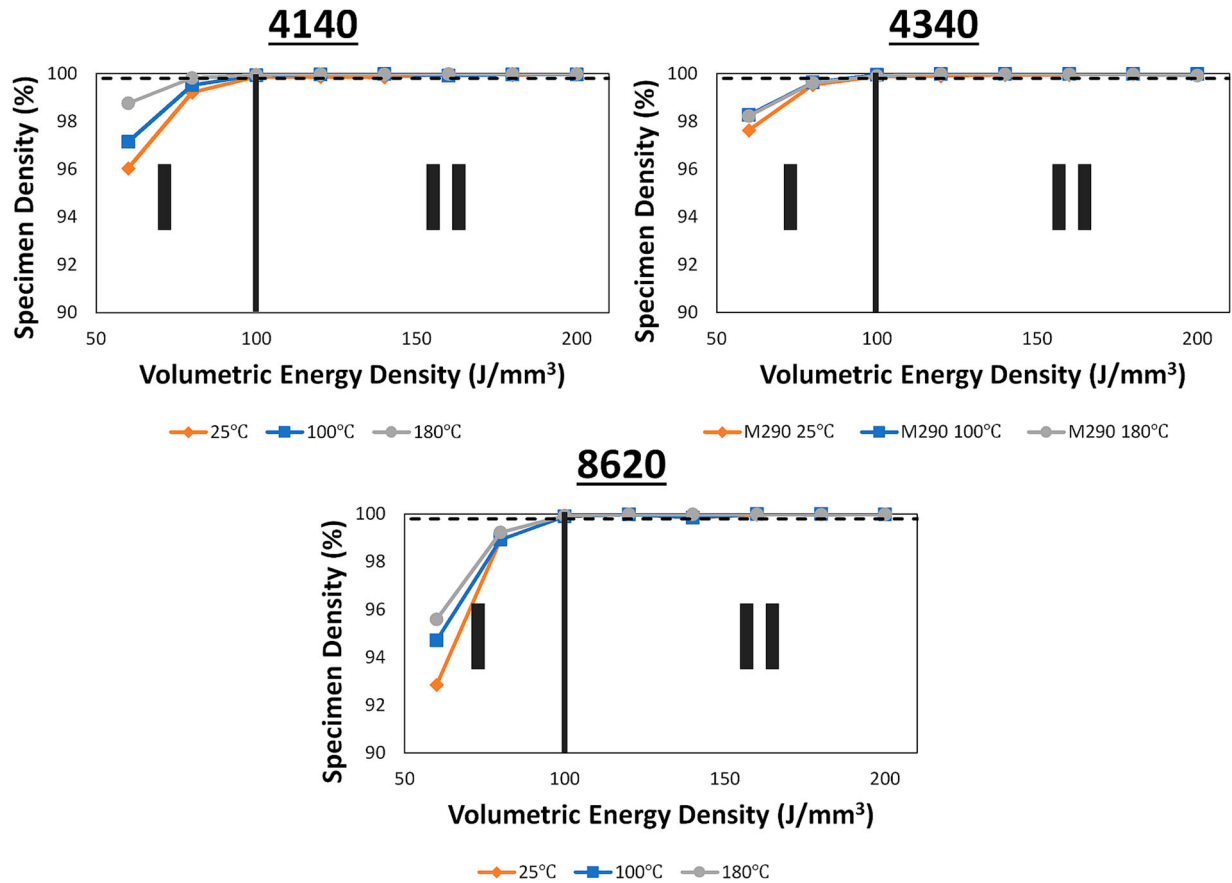 4140
Specimen Density (%)
100
98
96
94
92
90
I
II
50
100
150
200
Volumetric Energy Density (J/mm³)
25°C
100°C
180°C
4340
Specimen Density (%)
100
98
96
94
92
90
I
II
50
100
150
200
Volumetric Energy Density (J/mm³)
M290 25°C
M290 100°C
M290 180°C
8620
Specimen Density (%)
100
98
96
94
92
90
I
II
50
100
150
200
Volumetric Energy Density (J/mm³)
25°C
100°C
180°C